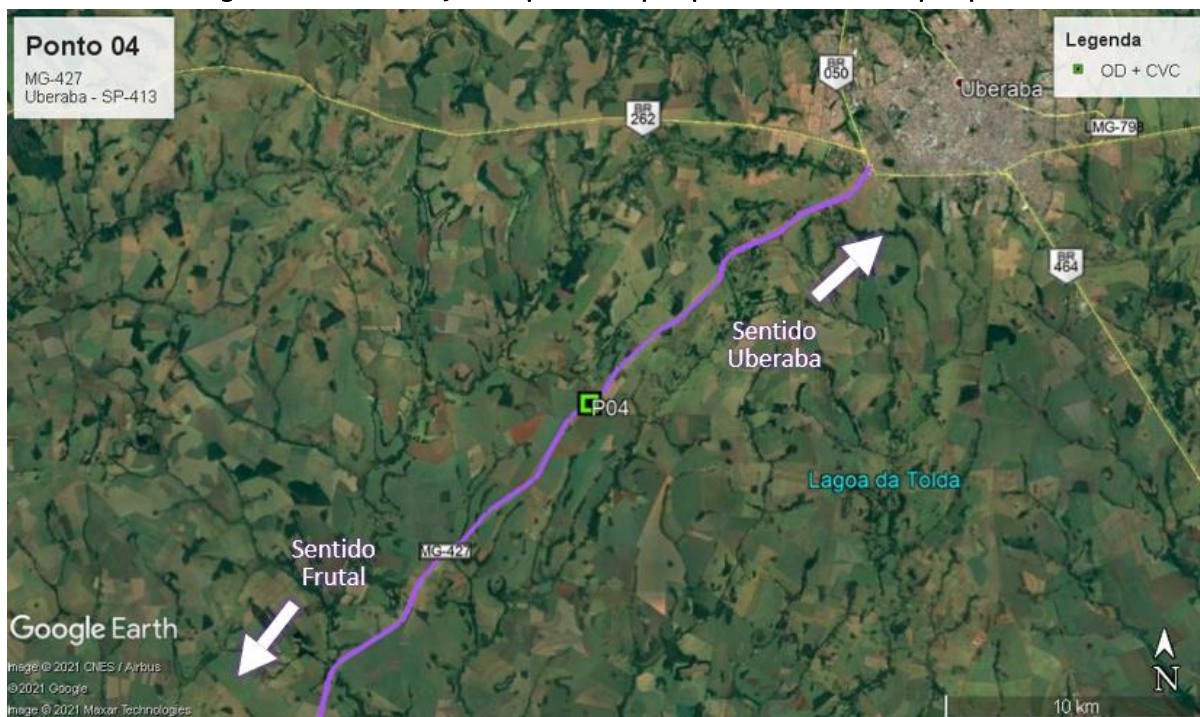 Ponto 04
MG-427
Uberaba - SP-413
Legenda
OD + CVC
BR
050
Uberaba
BR
262
LMG-798
BR
464
Sentido
Uberaba
P04
Lagoa da Tolda
Sentido
Frutal
MG-427
Google Earth
Image © 2021 CNES / Airbus
©2021 Google
Image © 2021 Maxar Technologies
N
10 km